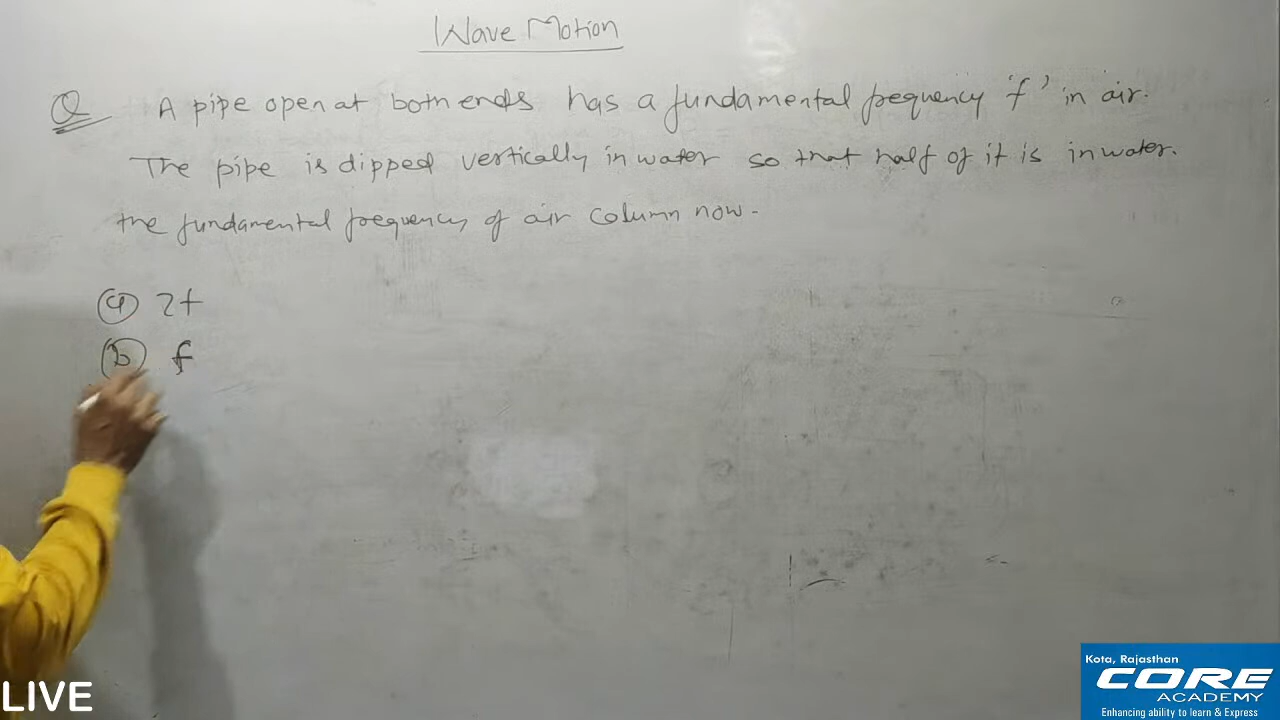 Wave Motion
Q A pipe open at both ends has a fundamental frequency 'f' in air.
The pipe is dipped vertically in water so that half of it is in water.
the fundamental frequency of air column now -
(a) 2f
(b) f
LIVE
Kota, Rajasthan
CORE
ACADEMY
Enhancing ability to learn & Express